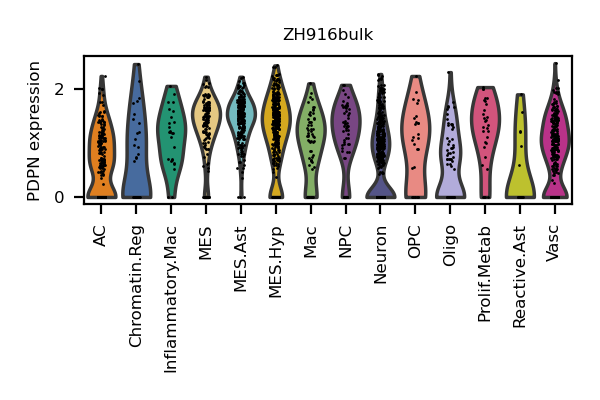 ZH916bulk
PDPN expression
2
0
AC
Chromatin.Reg
Inflammatory.Mac
MES
MES.Ast
MES.Hyp
Mac
NPC
Neuron
OPC
Oligo
Prolif.Metab
Reactive.Ast
Vasc